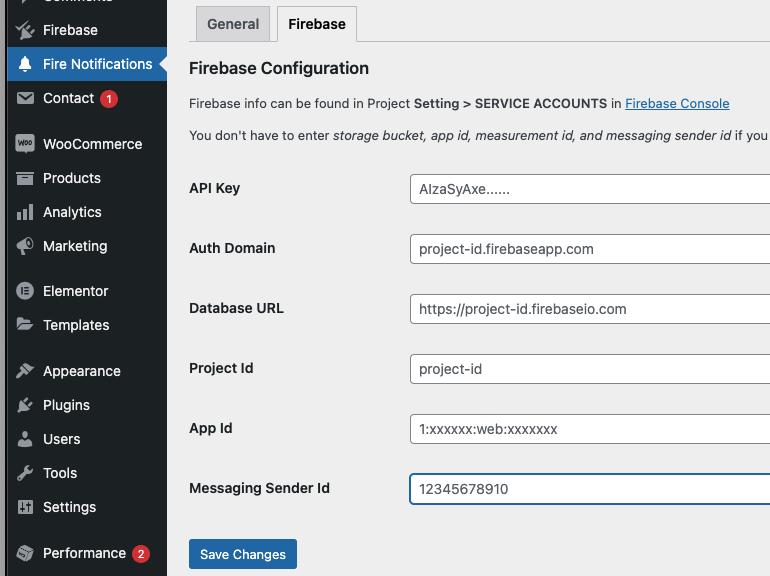 General
Firebase
Firebase
Fire Notifications
Contact 1
WooCommerce
Products
Analytics
Marketing
Elementor
Templates
Appearance
Plugins
Users
Tools
Settings
Performance 2
Firebase Configuration
Firebase info can be found in Project Setting > SERVICE ACCOUNTS in Firebase Console
You don't have to enter storage bucket, app id, measurement id, and messaging sender id if you
API Key
AIzaSyAxe......
Auth Domain
project-id.firebaseapp.com
Database URL
https://project-id.firebaseio.com
Project Id
project-id
App Id
1:xxxxxx:web:xxxxxxx
Messaging Sender Id
12345678910
Save Changes